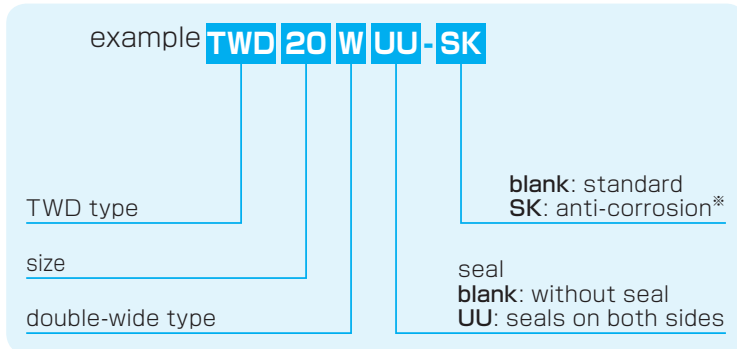 example TWD 20 W UU - SK
blank: standard
TWD type
SK: anti-corrosion※
size
seal
blank: without seal
double-wide type
UU: seals on both sides